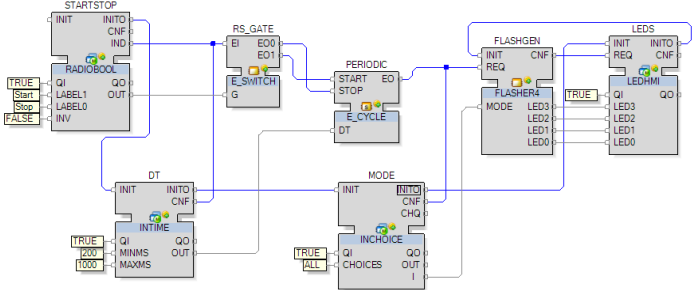 STARTSTOP
INIT INITO
CNF
IND
RADIOBOOL
TRUE QI QO
Start LABEL1 OUT
Stop LABEL0
FALSE INV
RS_GATE
EI EO0
EO1
E_SWITCH
G
PERIODIC
START EO
STOP
E_CYCLE
DT
FLASHGEN
INIT CNF
REQ
FLASHER4
MODE LED3
LED2
LED1
LED0
LEDS
INIT INITO
REQ CNF
LEDHMI
TRUE QI QO
LED3
LED2
LED1
LED0
DT
INIT INITO
CNF
INTIME
TRUE QI QO
200 MINMS OUT
1000 MAXMS
MODE
INIT INITO
CNF
CHQ
INCHOICE
TRUE QI QO
ALL CHOICES OUT
I